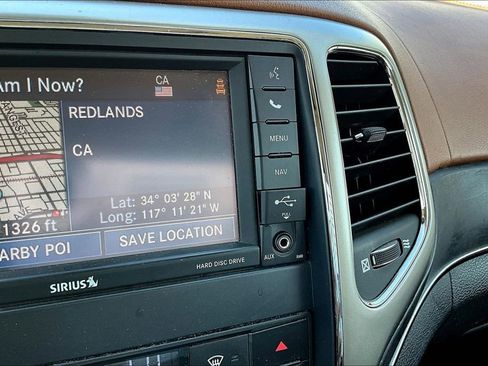 Am I Now?
CA
REDLANDS
CA
Lat: 34° 03' 28" N
Long: 117° 11' 21" W
1326 ft
ARBY POI
SAVE LOCATION
MENU
NAV
AUX
HARD DISC DRIVE
SIRIUS